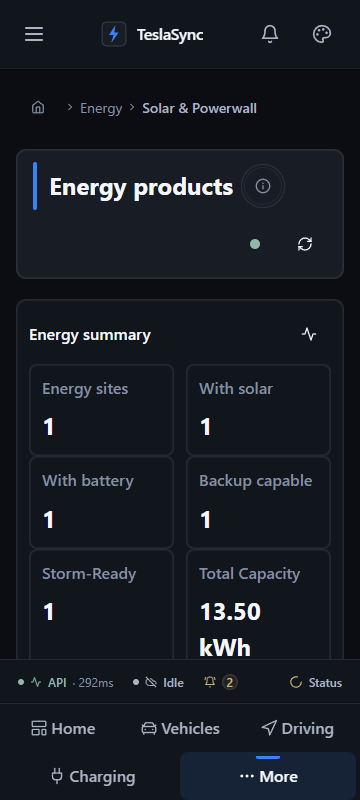 TeslaSync
Energy
Solar & Powerwall
Energy products
Energy summary
Energy sites
1
With solar
1
With battery
1
Backup capable
1
Storm-Ready
1
Total Capacity
13.50
kWh
API · 292ms
Idle
2
Status
Home
Vehicles
Driving
Charging
More